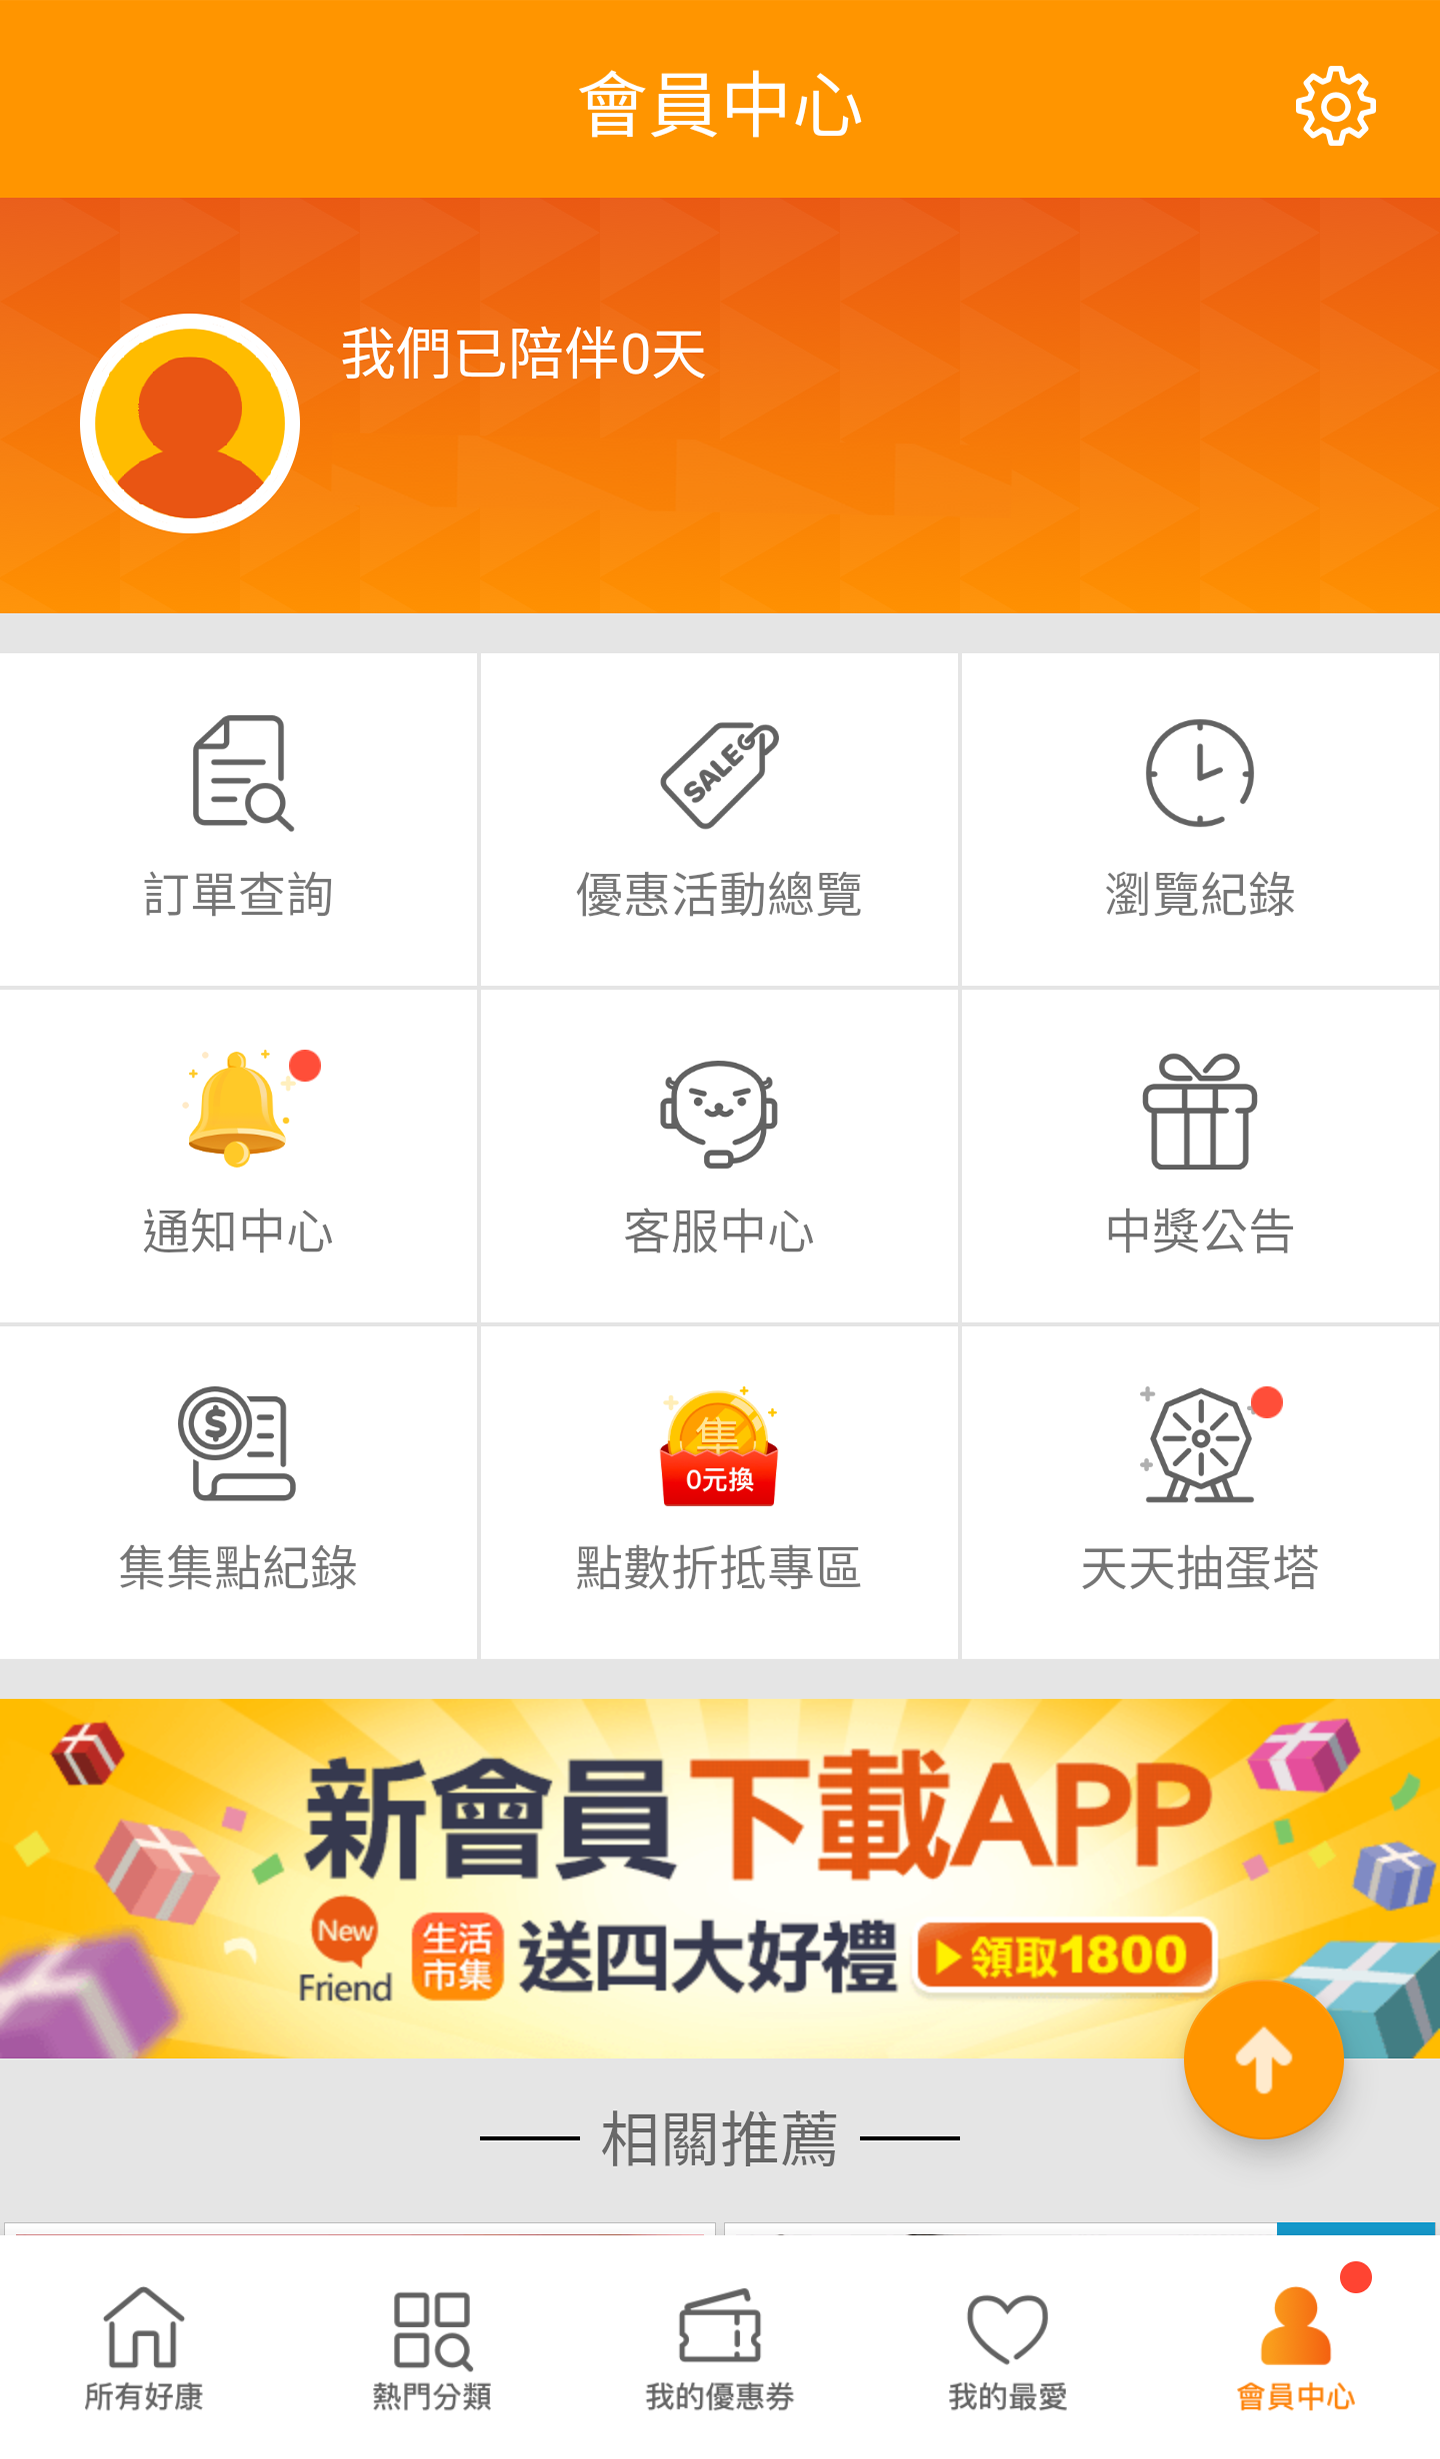 會員中心
我們已陪伴0天
SALE
訂單查詢
優惠活動總覽
瀏覽紀錄
通知中心
客服中心
中獎公告
$
集
0元換
集集點紀錄
點數折抵專區
天天抽蛋塔
新會員下載APP
New
Friend
生活
市集
送四大好禮
領取1800
相關推薦
所有好康
熱門分類
我的優惠券
我的最愛
會員中心